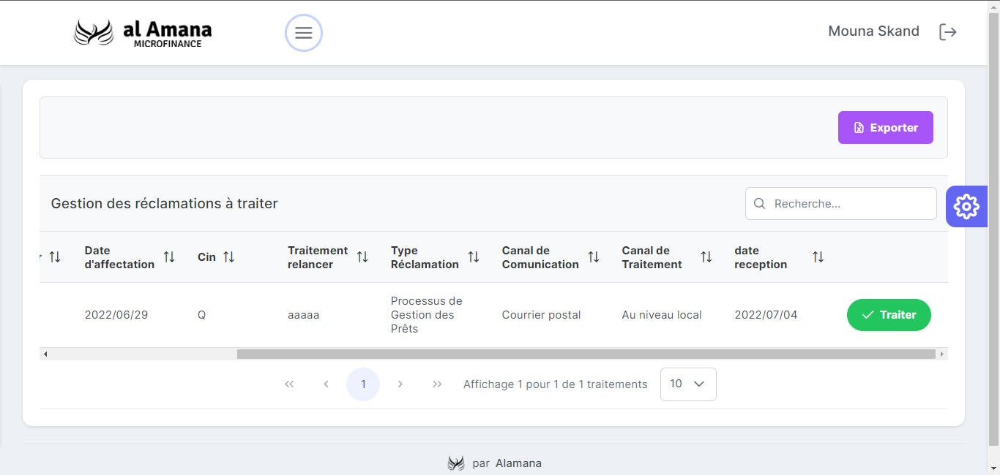 al Amana
MICROFINANCE
Mouna Skand
Exporter
Gestion des réclamations à traiter
Recherche...
Date
d'affectation
Cin
Traitement
relancer
Type
Réclamation
Canal de
Comunication
Canal de
Traitement
date
reception
2022/06/29
Q
aaaaa
Processus de
Gestion des
Prêts
Courrier postal
Au niveau local
2022/07/04
Traiter
1
Affichage 1 pour 1 de 1 traitements
10
par Alamana